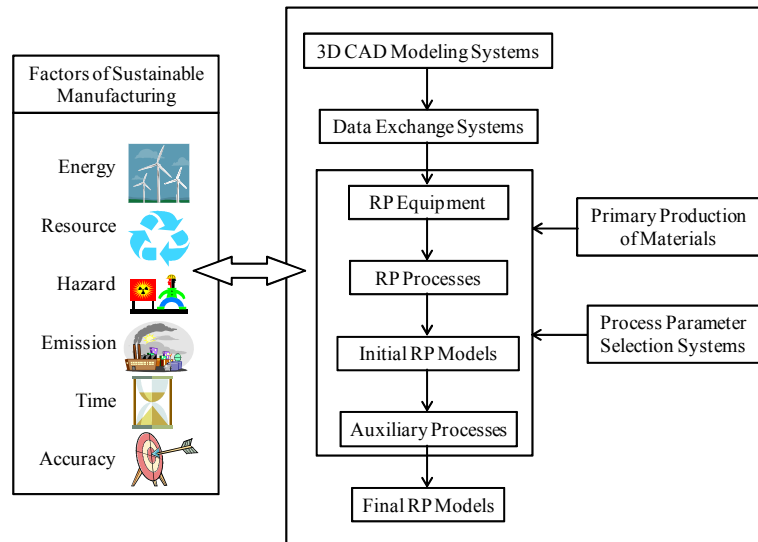 Factors of Sustainable
Manufacturing
Energy
Resource
Hazard
Emission
Time
Accuracy
3D CAD Modeling Systems
Data Exchange Systems
RP Equipment
RP Processes
Initial RP Models
Auxiliary Processes
Final RP Models
Primary Production
of Materials
Process Parameter
Selection Systems